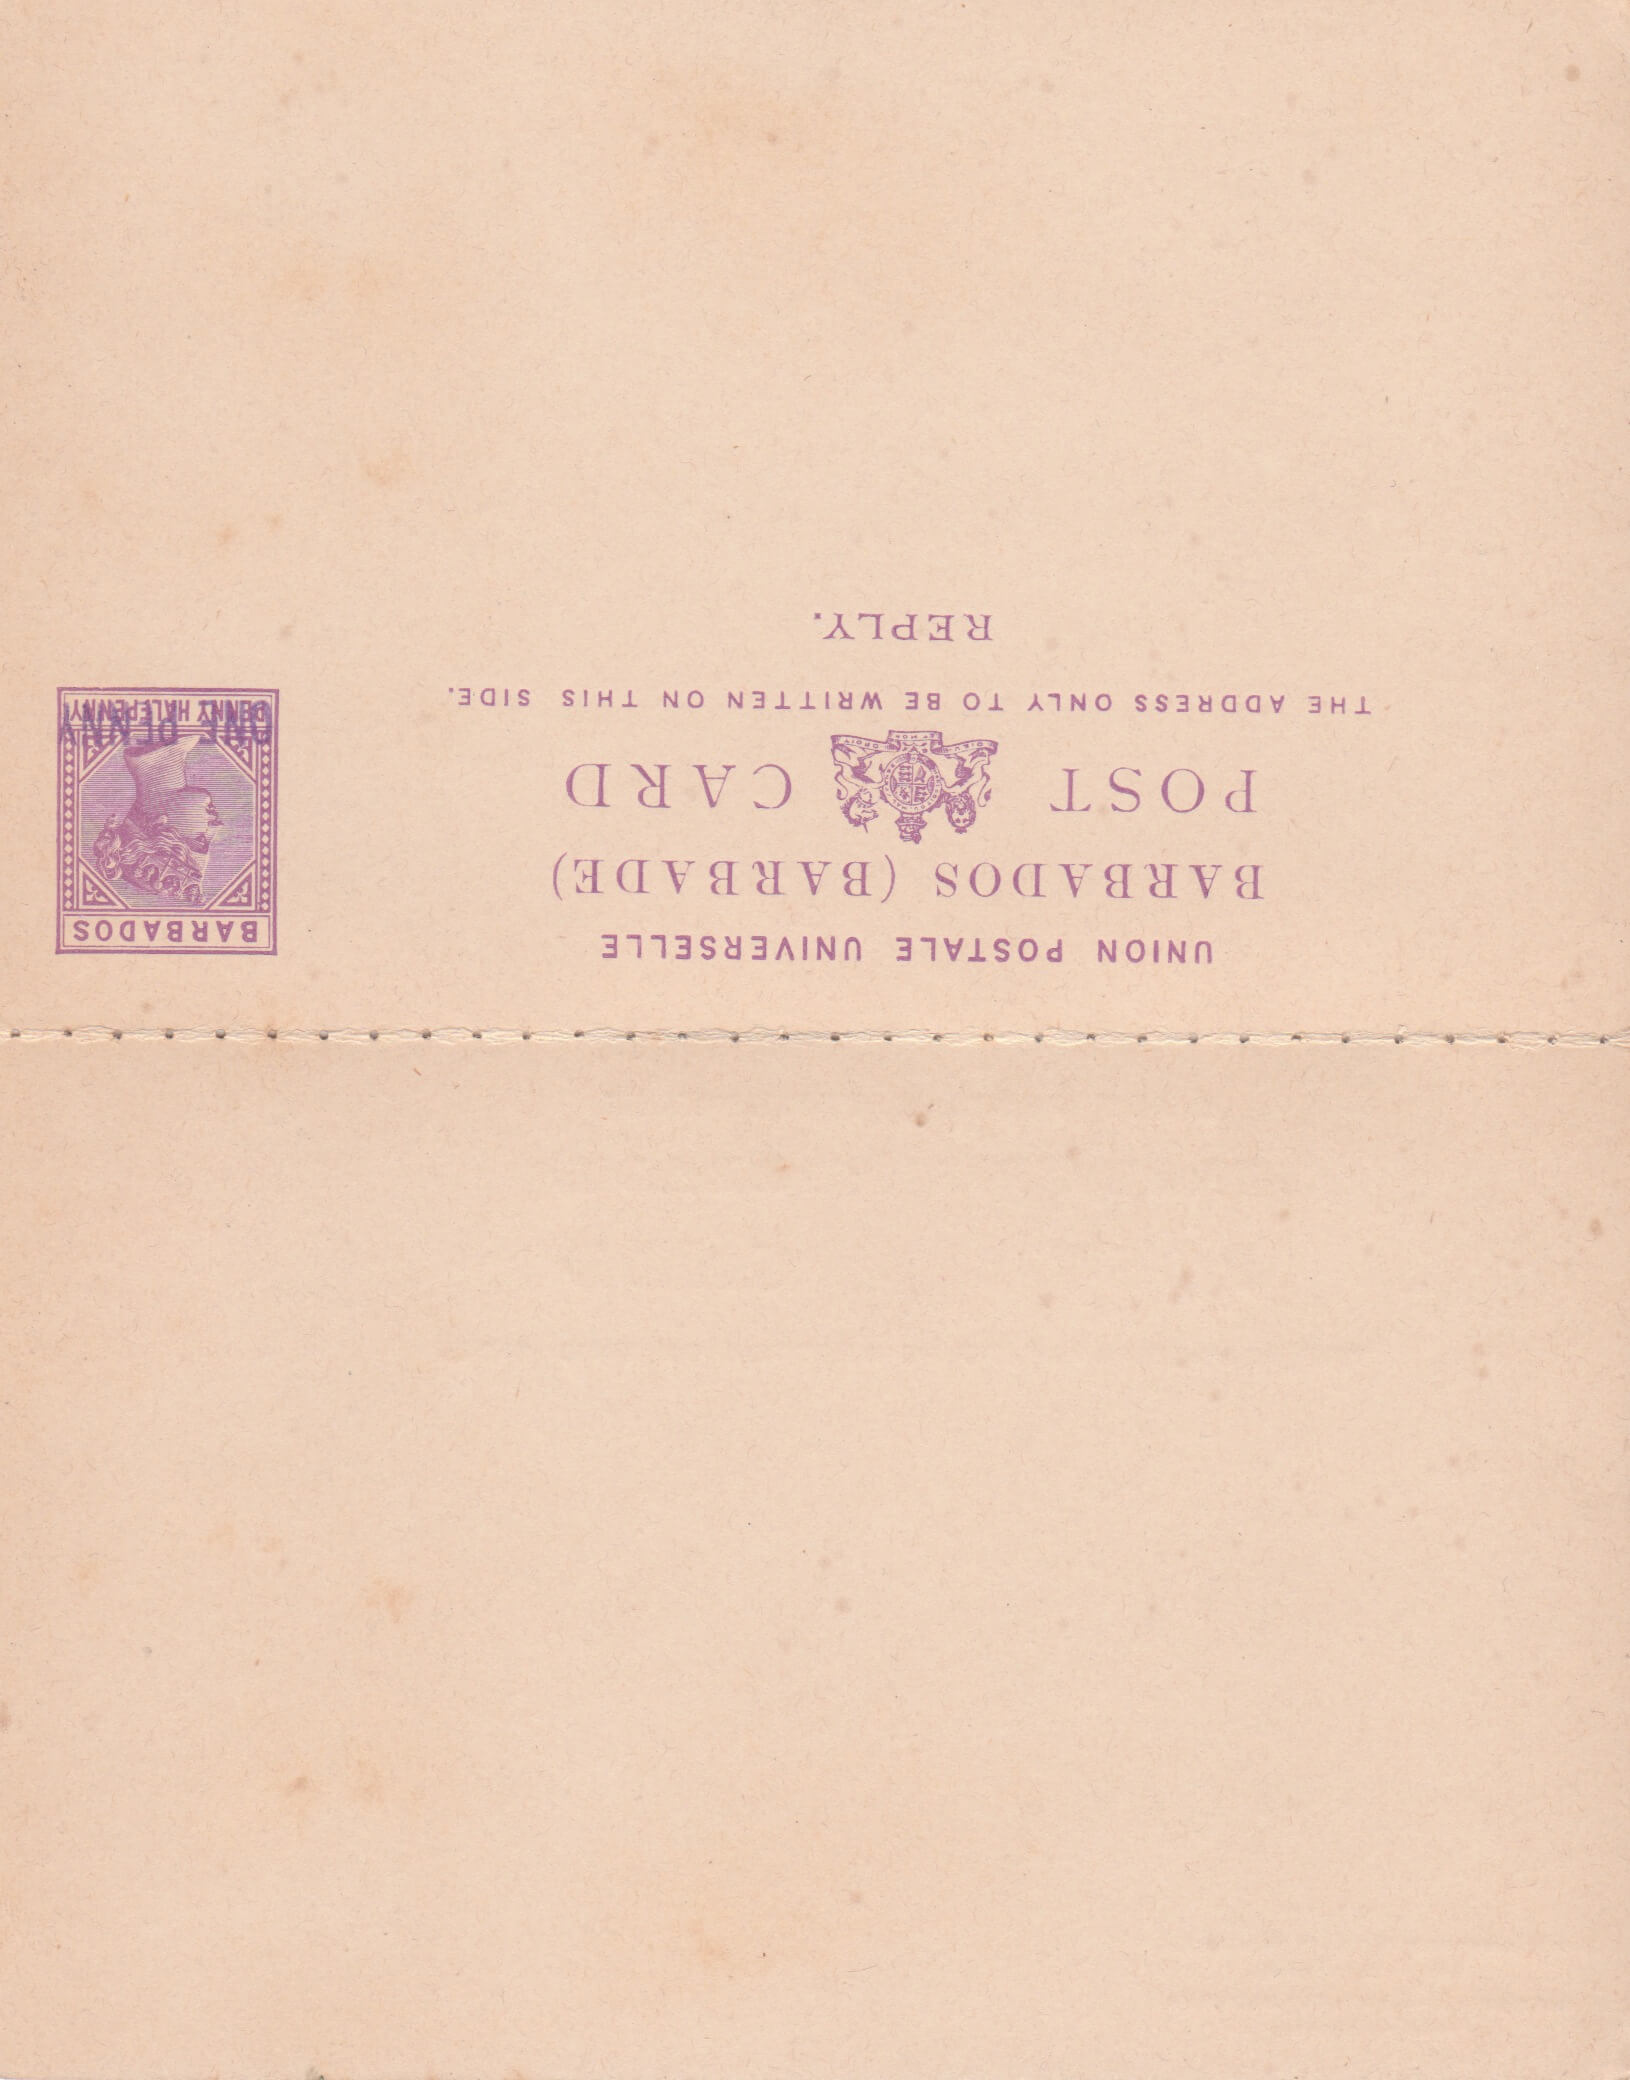 UNION POSTALE UNIVERSELLE
BARBADOS (BARBADE)
POST CARD
THE ADDRESS ONLY TO BE WRITTEN ON THIS SIDE.
REPLY.
BARBADOS
PENNY HALFPENNY
ONE PENNY